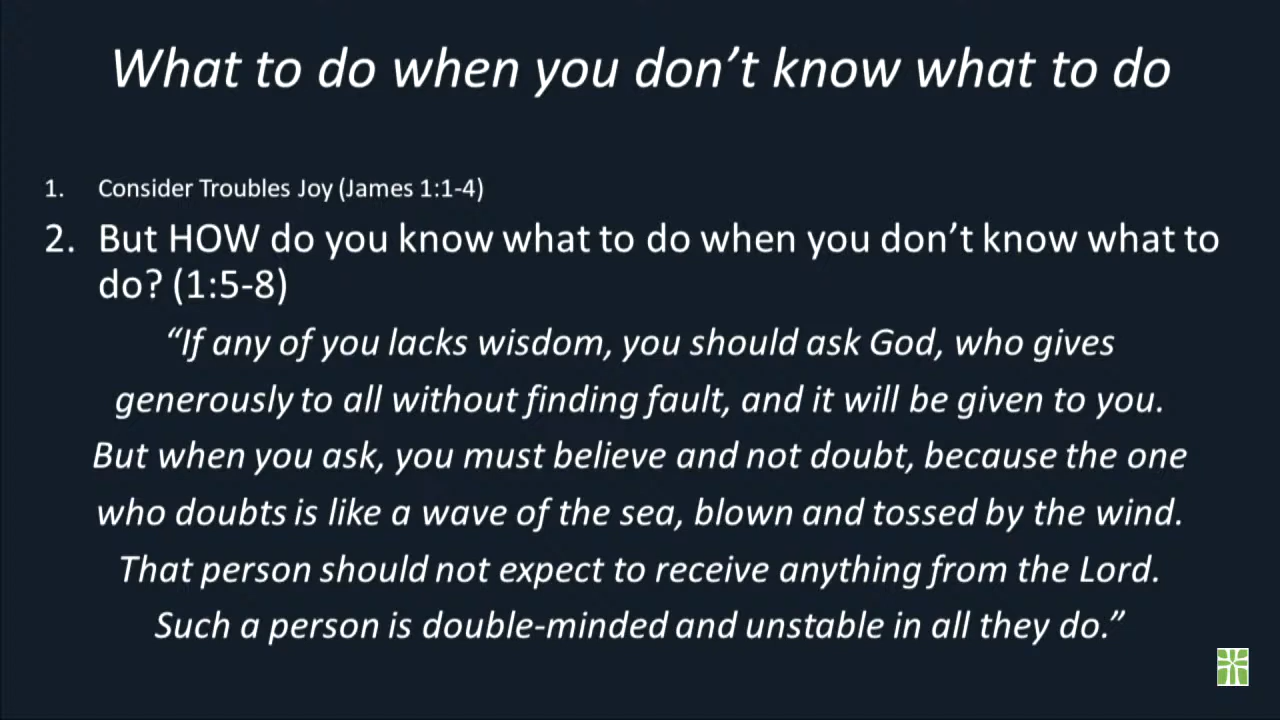 What to do when you don’t know what to do
1. Consider Troubles Joy (James 1:1-4)
2. But HOW do you know what to do when you don’t know what to
do? (1:5-8)
“If any of you lacks wisdom, you should ask God, who gives
generously to all without finding fault, and it will be given to you.
But when you ask, you must believe and not doubt, because the one
who doubts is like a wave of the sea, blown and tossed by the wind.
That person should not expect to receive anything from the Lord.
Such a person is double-minded and unstable in all they do.”